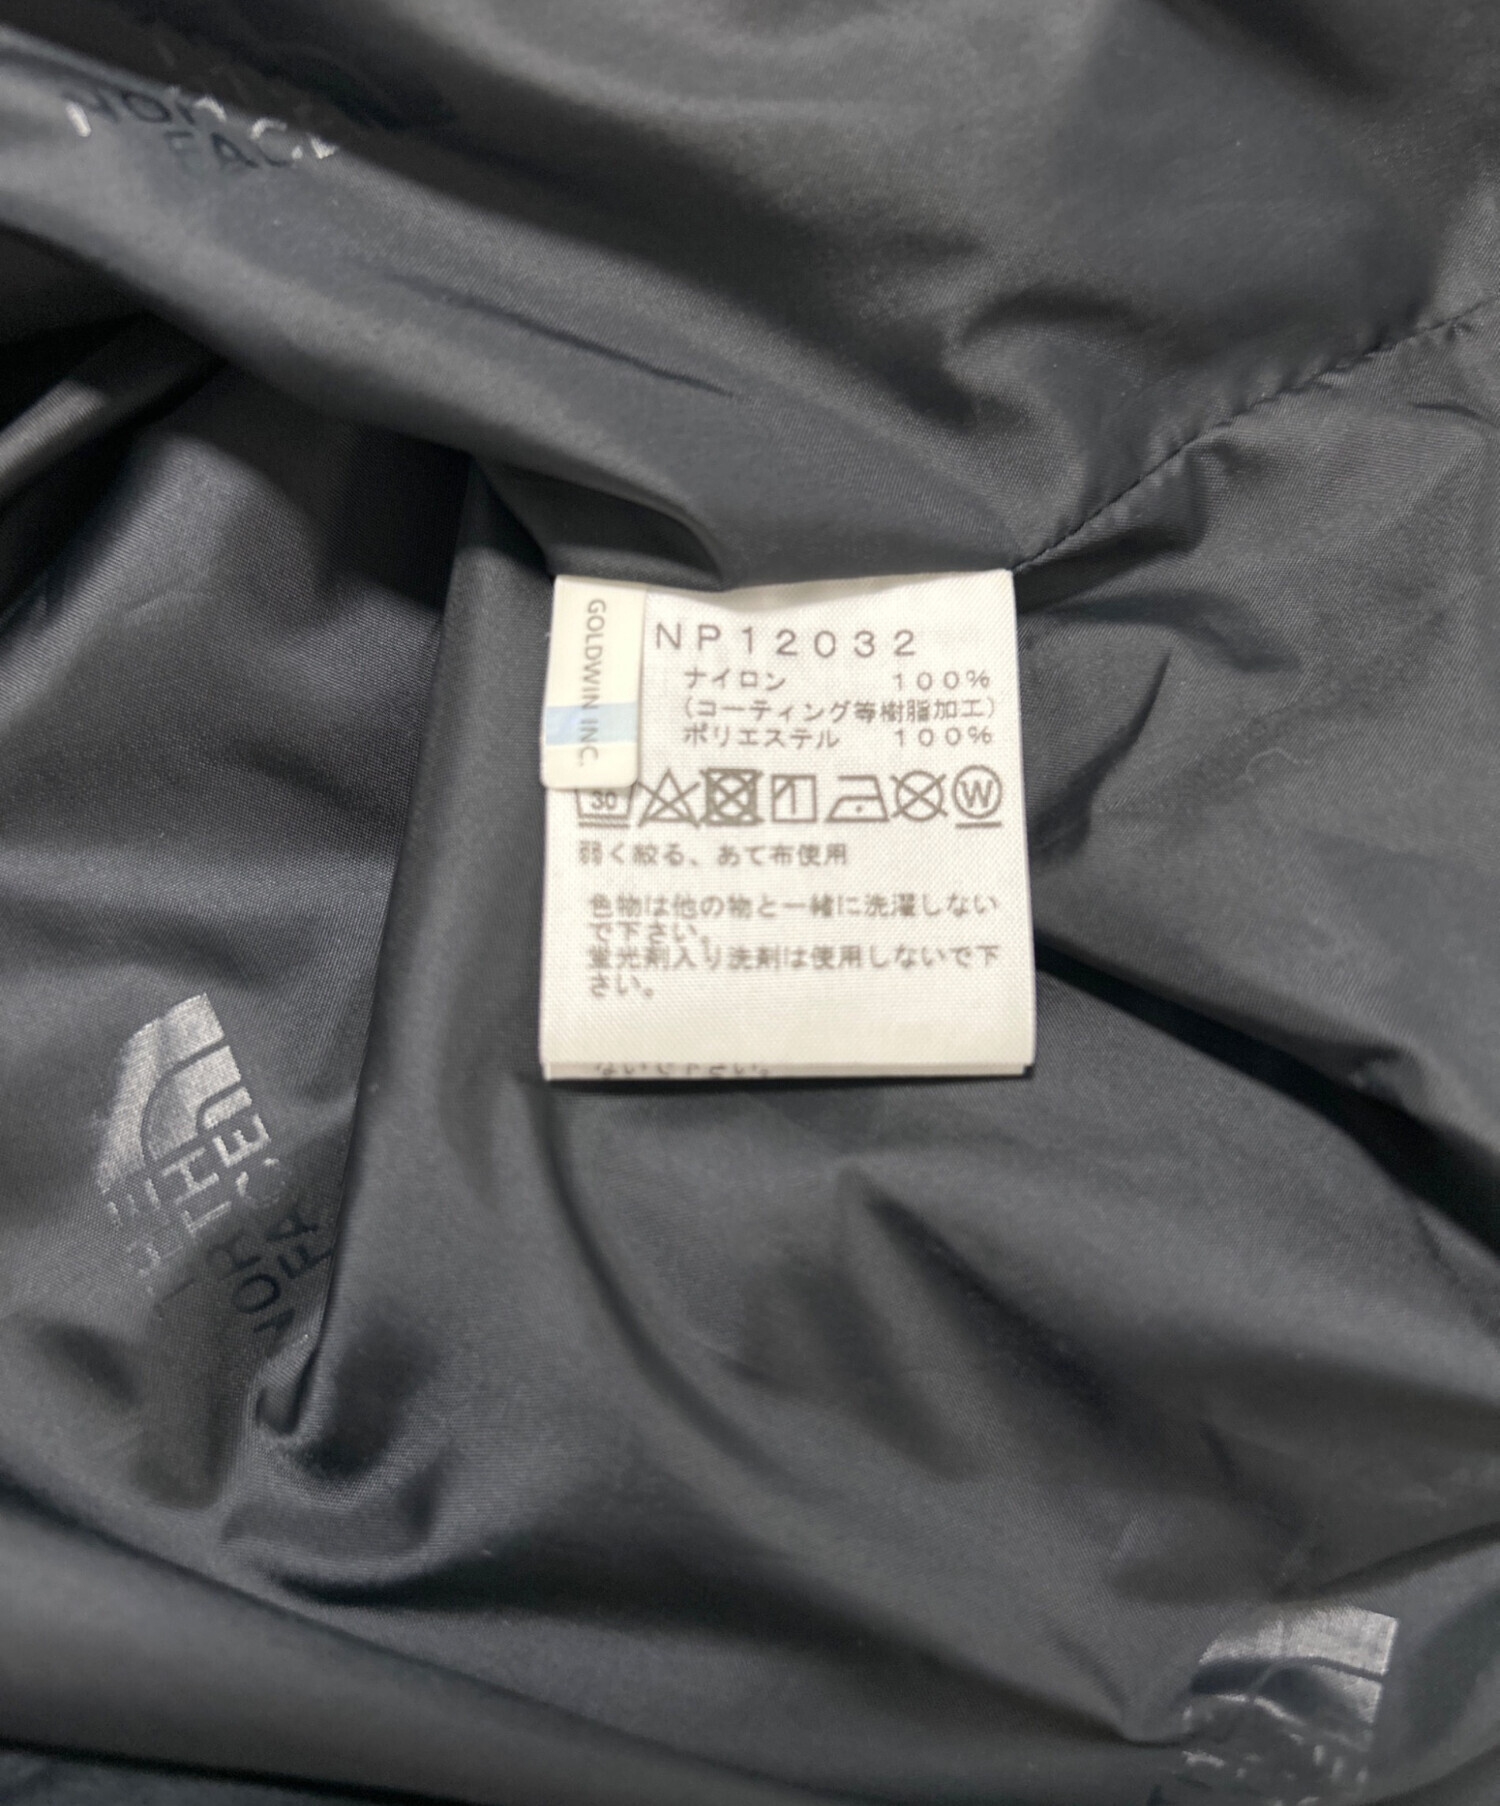 FACE
GOLDWIN INC.
NP12032
ナイロン 100%
(コーティング等樹脂加工)
ポリエステル 100%
30
W
弱く絞る、あて布使用
色物は他の物と一緒に洗濯しない
で下さい。
蛍光剤入り洗剤は使用しないで下
さい。
THE